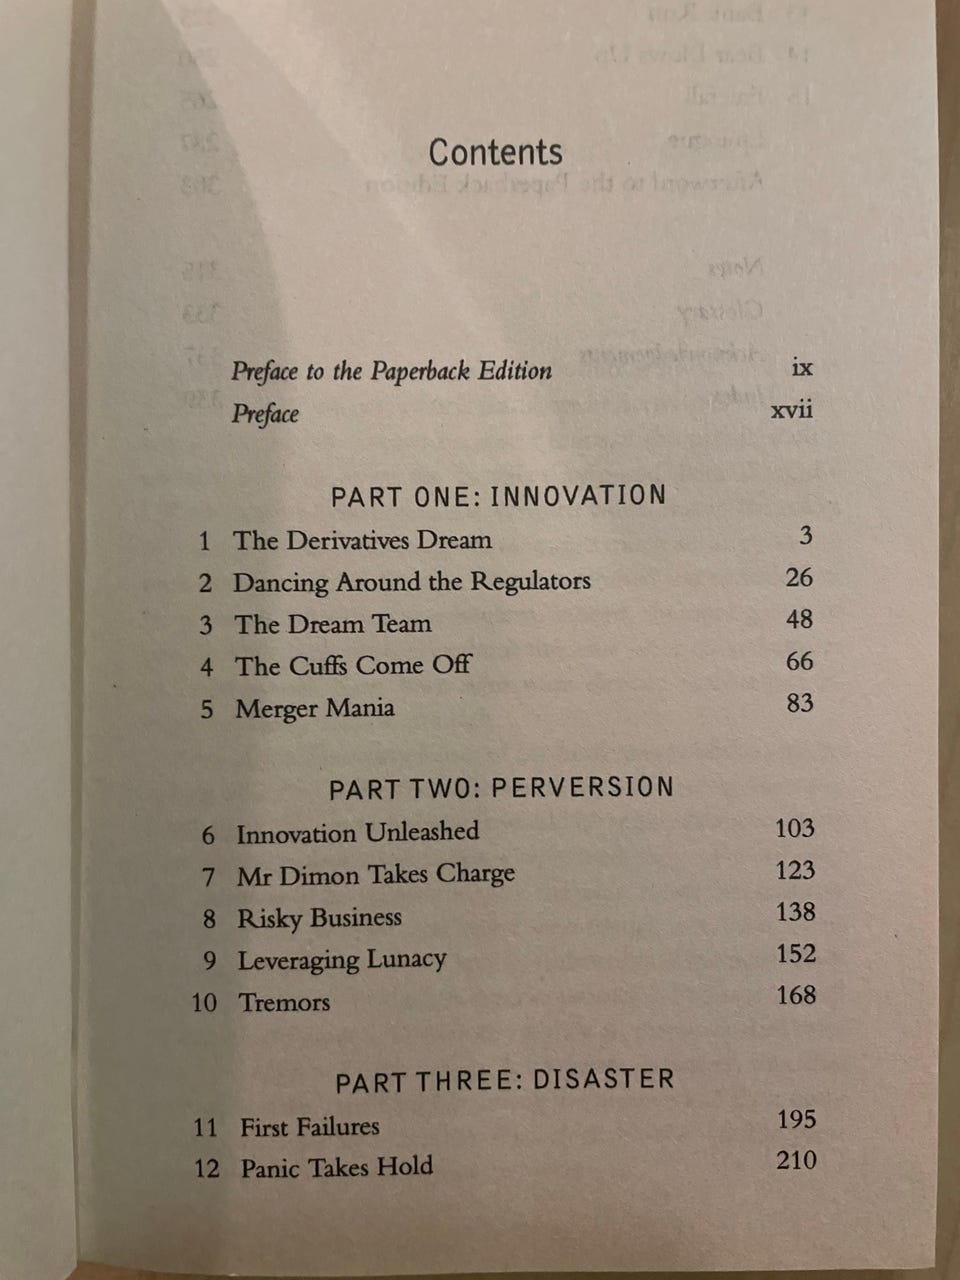 Contents
Preface to the Paperback Edition ix
Preface xvii
PART ONE: INNOVATION
1 The Derivatives Dream 3
2 Dancing Around the Regulators 26
3 The Dream Team 48
4 The Cuffs Come Off 66
5 Merger Mania 83
PART TWO: PERVERSION
6 Innovation Unleashed 103
7 Mr Dimon Takes Charge 123
8 Risky Business 138
9 Leveraging Lunacy 152
10 Tremors 168
PART THREE: DISASTER
11 First Failures 195
12 Panic Takes Hold 210